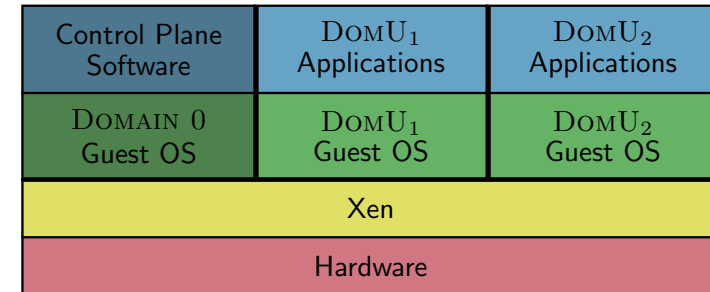 Control Plane
Software
DomU₁
Applications
DomU₂
Applications
Domain 0
Guest OS
DomU₁
Guest OS
DomU₂
Guest OS
Xen
Hardware